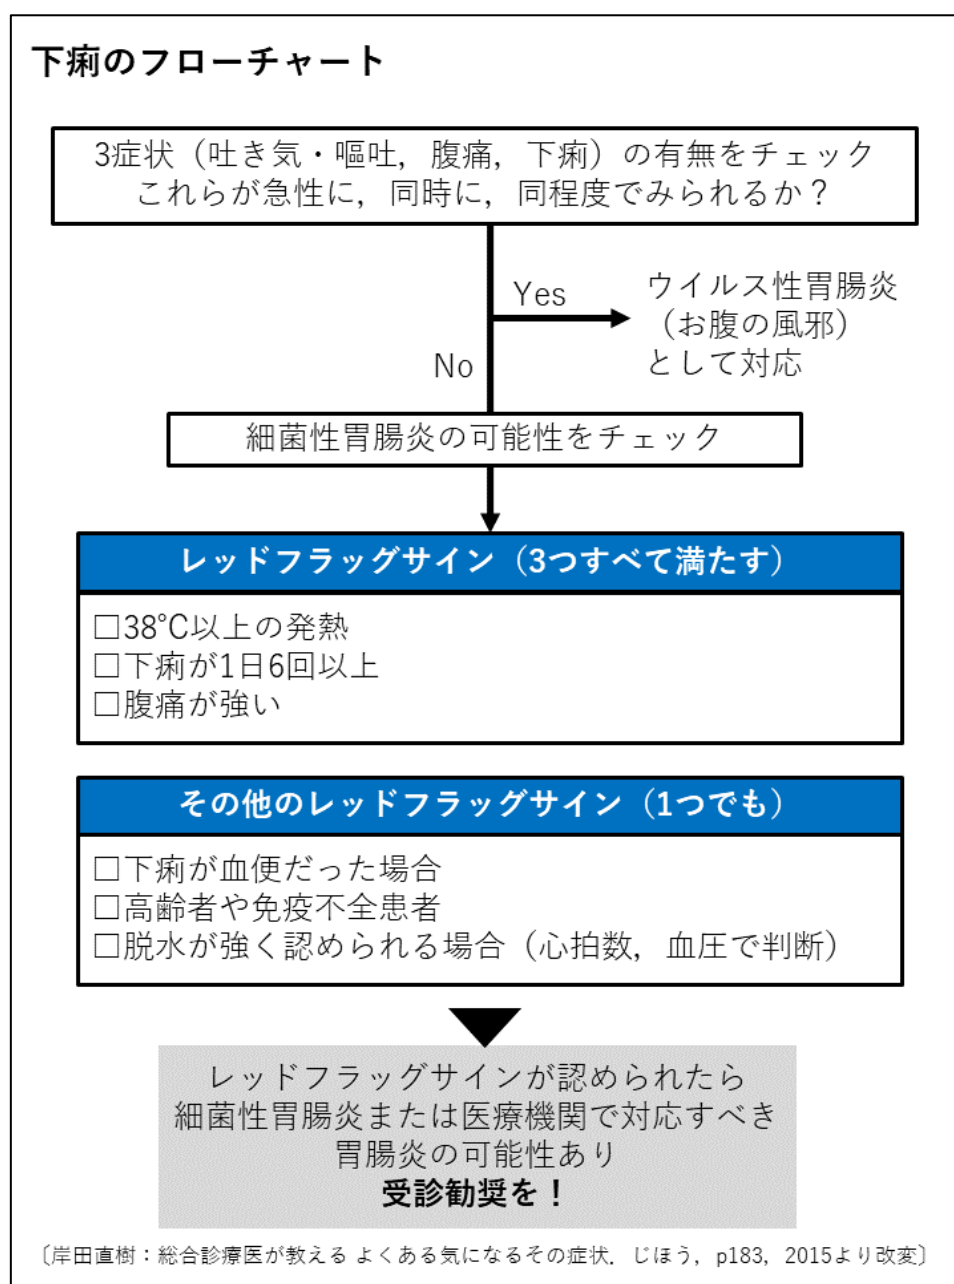 下痢のフローチャート
3症状（吐き気・嘔吐，腹痛，下痢）の有無をチェック
これらが急性に，同時に，同程度でみられるか？
Yes
ウイルス性胃腸炎
（お腹の風邪）
として対応
No
細菌性胃腸炎の可能性をチェック
レッドフラッグサイン（3つすべて満たす）
□38℃以上の発熱
□下痢が1日6回以上
□腹痛が強い
その他のレッドフラッグサイン（1つでも）
□下痢が血便だった場合
□高齢者や免疫不全患者
□脱水が強く認められる場合（心拍数，血圧で判断）
レッドフラッグサインが認められたら
細菌性胃腸炎または医療機関で対応すべき
胃腸炎の可能性あり
受診勧奨を！
〔岸田直樹：総合診療医が教える よくある気になるその症状．じほう，p183，2015より改変〕